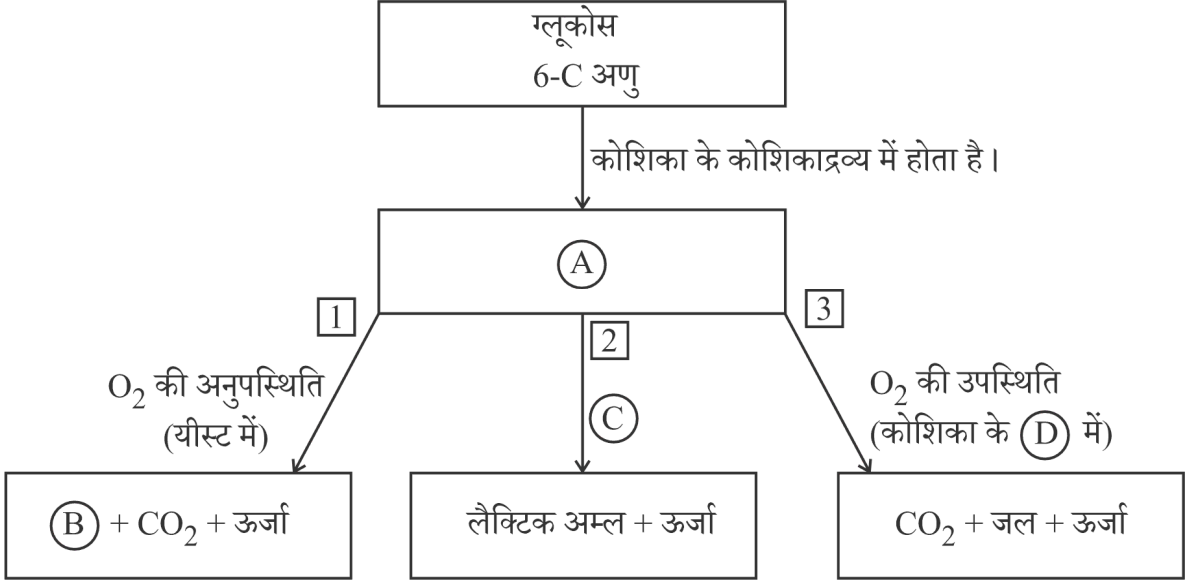 ग्लूकोस
6-C अणु
कोशिका के कोशिकाद्रव्य में होता है।
A
1
2
3
O₂ की अनुपस्थिति
(यीस्ट में)
C
O₂ की उपस्थिति
(कोशिका के D में)
B + CO₂ + ऊर्जा
लैक्टिक अम्ल + ऊर्जा
CO₂ + जल + ऊर्जा